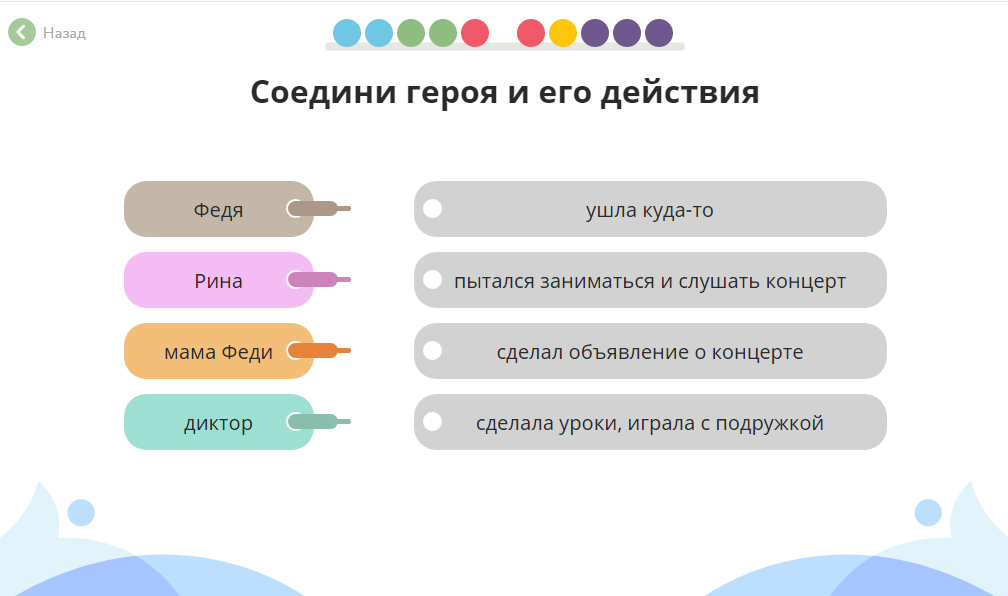 Назад
Соедини героя и его действия
Федя
ушла куда-то
Рина
пытался заниматься и слушать концерт
мама Феди
сделал объявление о концерте
диктор
сделала уроки, играла с подружкой